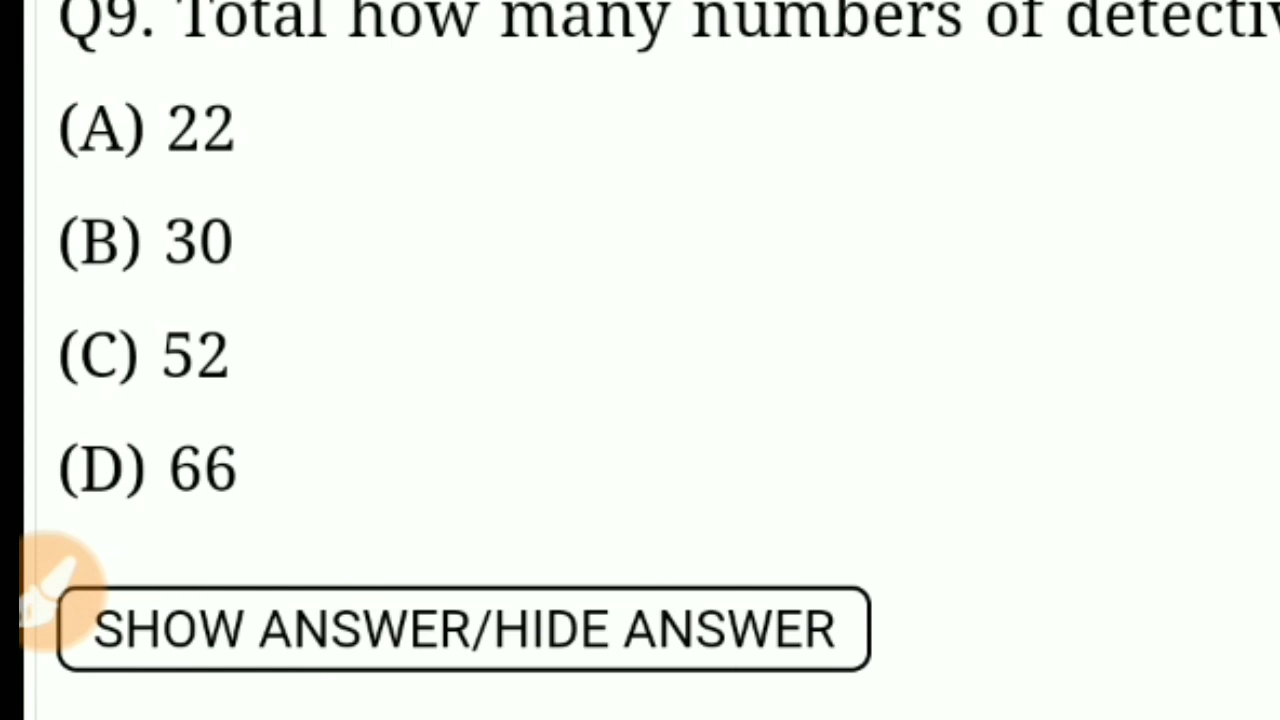 Q9. Total how many numbers of
(A) 22
(B) 30
(C) 52
(D) 66
SHOW ANSWER/HIDE ANSWER